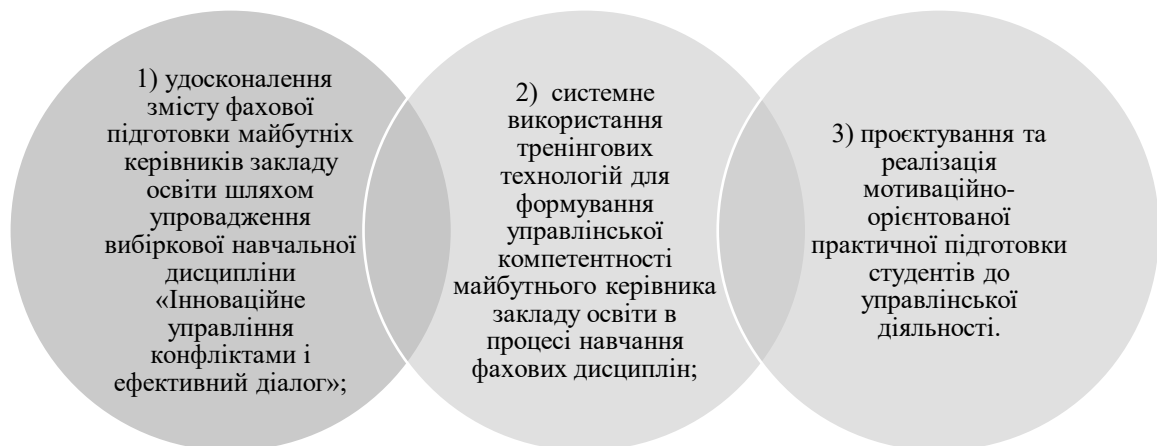 1) удосконалення
змісту фахової
підготовки майбутніх
керівників закладу
освіти шляхом
упровадження
вибіркової навчальної
дисципліни
«Інноваційне
управління
конфліктами і
ефективний діалог»;
2) системне
використання
тренінгових
технологій для
формування
управлінської
компетентності
майбутнього керівника
закладу освіти в
процесі навчання
фахових дисциплін;
3) проєктування та
реалізація
мотиваційно-
орієнтованої
практичної підготовки
студентів до
управлінської
діяльності.